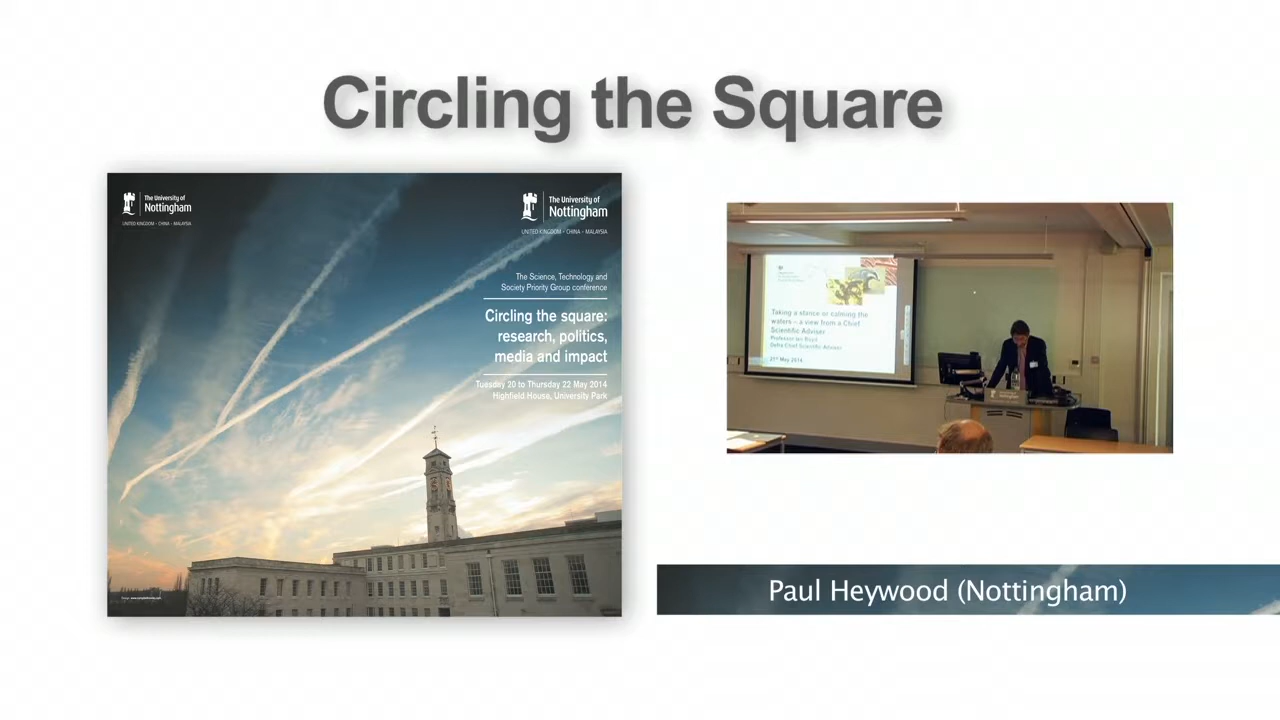 Circling the Square
The University of
Nottingham
UNITED KINGDOM · CHINA · MALAYSIA
The University of
Nottingham
UNITED KINGDOM · CHINA · MALAYSIA
The Science, Technology and
Society Priority Group conference
Circling the square:
research, politics,
media and impact
Tuesday 20 to Thursday 22 May 2014
Highfield House, University Park
Taking a stance or calming the
waters – a view from a Chief
Scientific Adviser
Professor Ian Boyd
Defra Chief Scientific Adviser
21st May 2014
Nottingham
Paul Heywood (Nottingham)